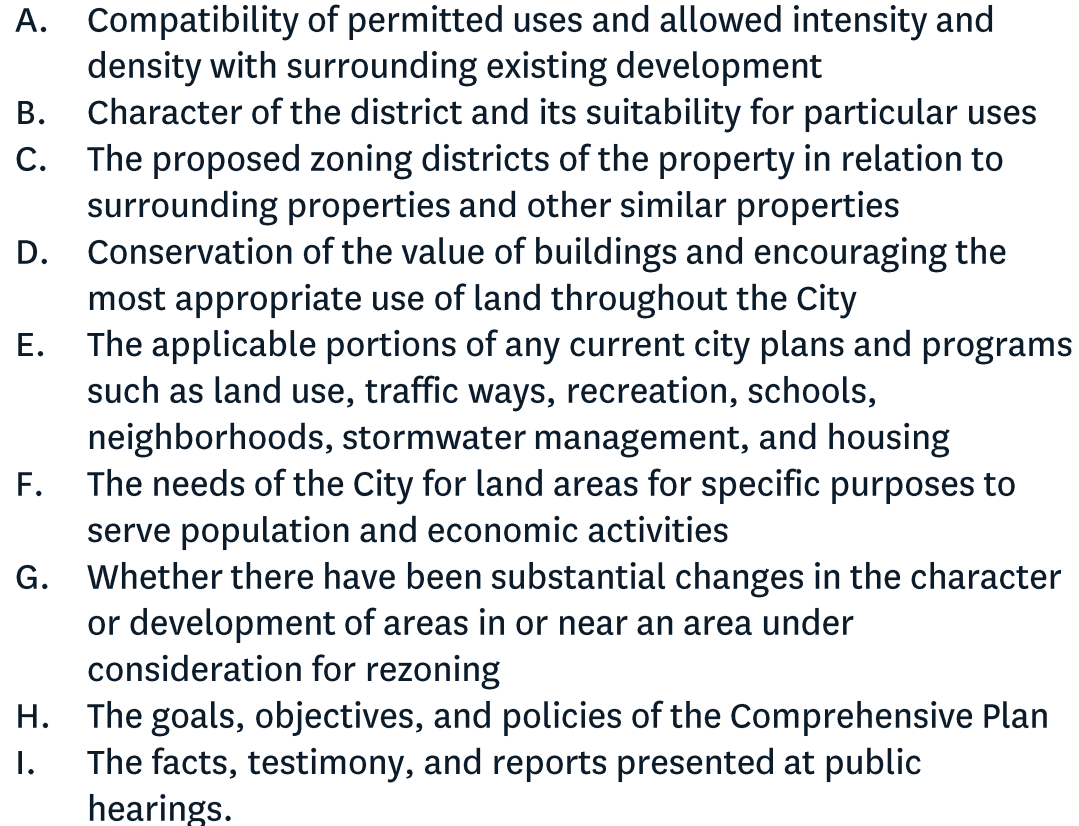 A. Compatibility of permitted uses and allowed intensity and
density with surrounding existing development
B. Character of the district and its suitability for particular uses
C. The proposed zoning districts of the property in relation to
surrounding properties and other similar properties
D. Conservation of the value of buildings and encouraging the
most appropriate use of land throughout the City
E. The applicable portions of any current city plans and programs
such as land use, traffic ways, recreation, schools,
neighborhoods, stormwater management, and housing
F. The needs of the City for land areas for specific purposes to
serve population and economic activities
G. Whether there have been substantial changes in the character
or development of areas in or near an area under
consideration for rezoning
H. The goals, objectives, and policies of the Comprehensive Plan
I. The facts, testimony, and reports presented at public
hearings.